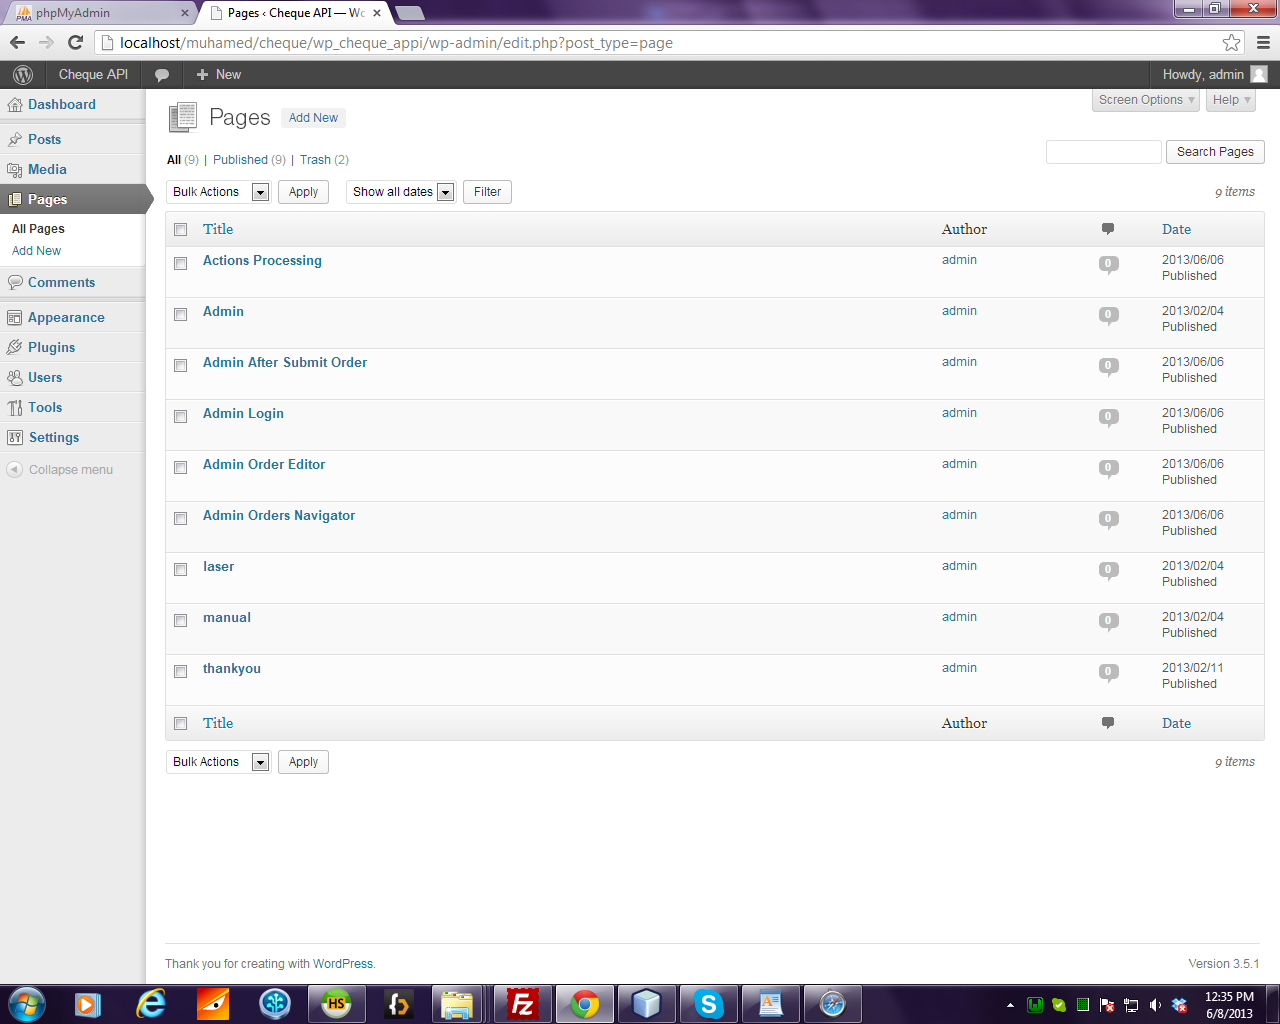 phpMyAdmin
Pages ‹ Cheque API — Wo
localhost/muhamed/cheque/wp_cheque_appi/wp-admin/edit.php?post_type=page
Cheque API
New
Howdy, admin
Dashboard
Posts
Media
Pages
All Pages
Add New
Comments
Appearance
Plugins
Users
Tools
Settings
Collapse menu
Pages Add New
Screen Options
Help
All (9) | Published (9) | Trash (2)
Search Pages
Bulk Actions Apply Show all dates Filter 9 items
Title Author Date
Actions Processing admin 0 2013/06/06
Published
Admin admin 0 2013/02/04
Published
Admin After Submit Order admin 0 2013/06/06
Published
Admin Login admin 0 2013/06/06
Published
Admin Order Editor admin 0 2013/06/06
Published
Admin Orders Navigator admin 0 2013/06/06
Published
laser admin 0 2013/02/04
Published
manual admin 0 2013/02/04
Published
thankyou admin 0 2013/02/11
Published
Title Author Date
Bulk Actions Apply 9 items
Thank you for creating with WordPress. Version 3.5.1
HS
Fz
12:35 PM
6/8/2013